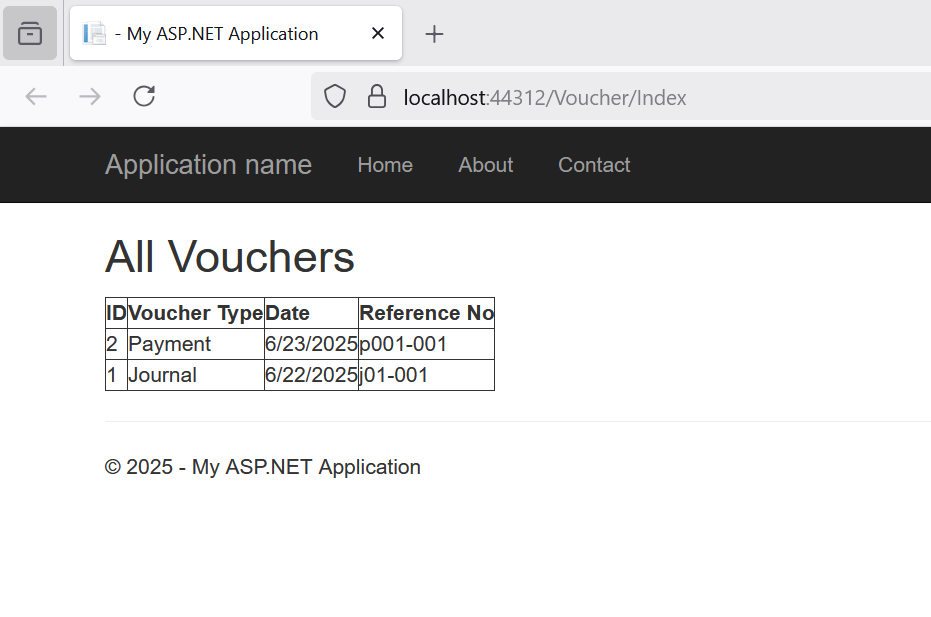 - My ASP.NET Application
localhost:44312/Voucher/Index
Application name Home About Contact
All Vouchers
ID Voucher Type Date Reference No
2 Payment 6/23/2025 p001-001
1 Journal 6/22/2025 j01-001
© 2025 - My ASP.NET Application